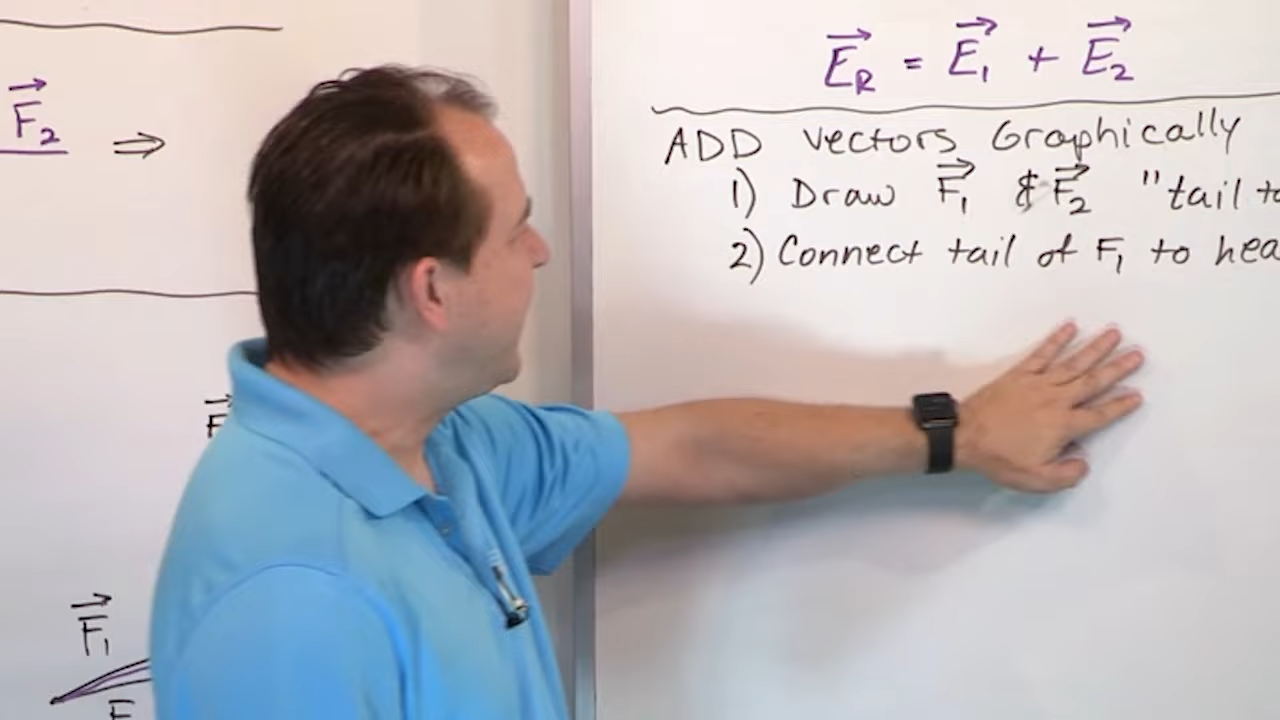 F₂ ⇒
F₁
E_R = E₁ + E₂
ADD vectors Graphically
1) Draw F₁ & F₂ "tail to
2) Connect tail of F₁ to hea